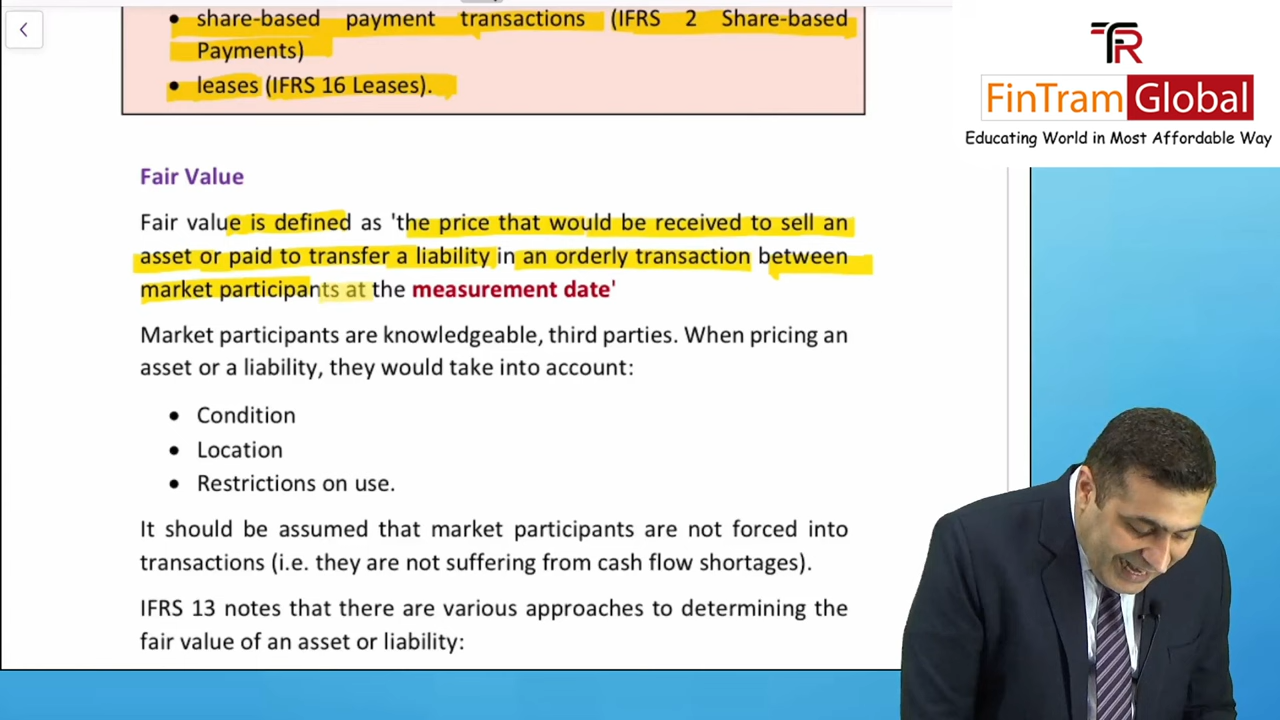 • share-based payment transactions (IFRS 2 Share-based
Payments)
• leases (IFRS 16 Leases).
TR
FinTram Global
Educating World in Most Affordable Way
Fair Value
Fair value is defined as 'the price that would be received to sell an
asset or paid to transfer a liability in an orderly transaction between
market participants at the measurement date'
Market participants are knowledgeable, third parties. When pricing an
asset or a liability, they would take into account:
• Condition
• Location
• Restrictions on use.
It should be assumed that market participants are not forced into
transactions (i.e. they are not suffering from cash flow shortages).
IFRS 13 notes that there are various approaches to determining the
fair value of an asset or liability: